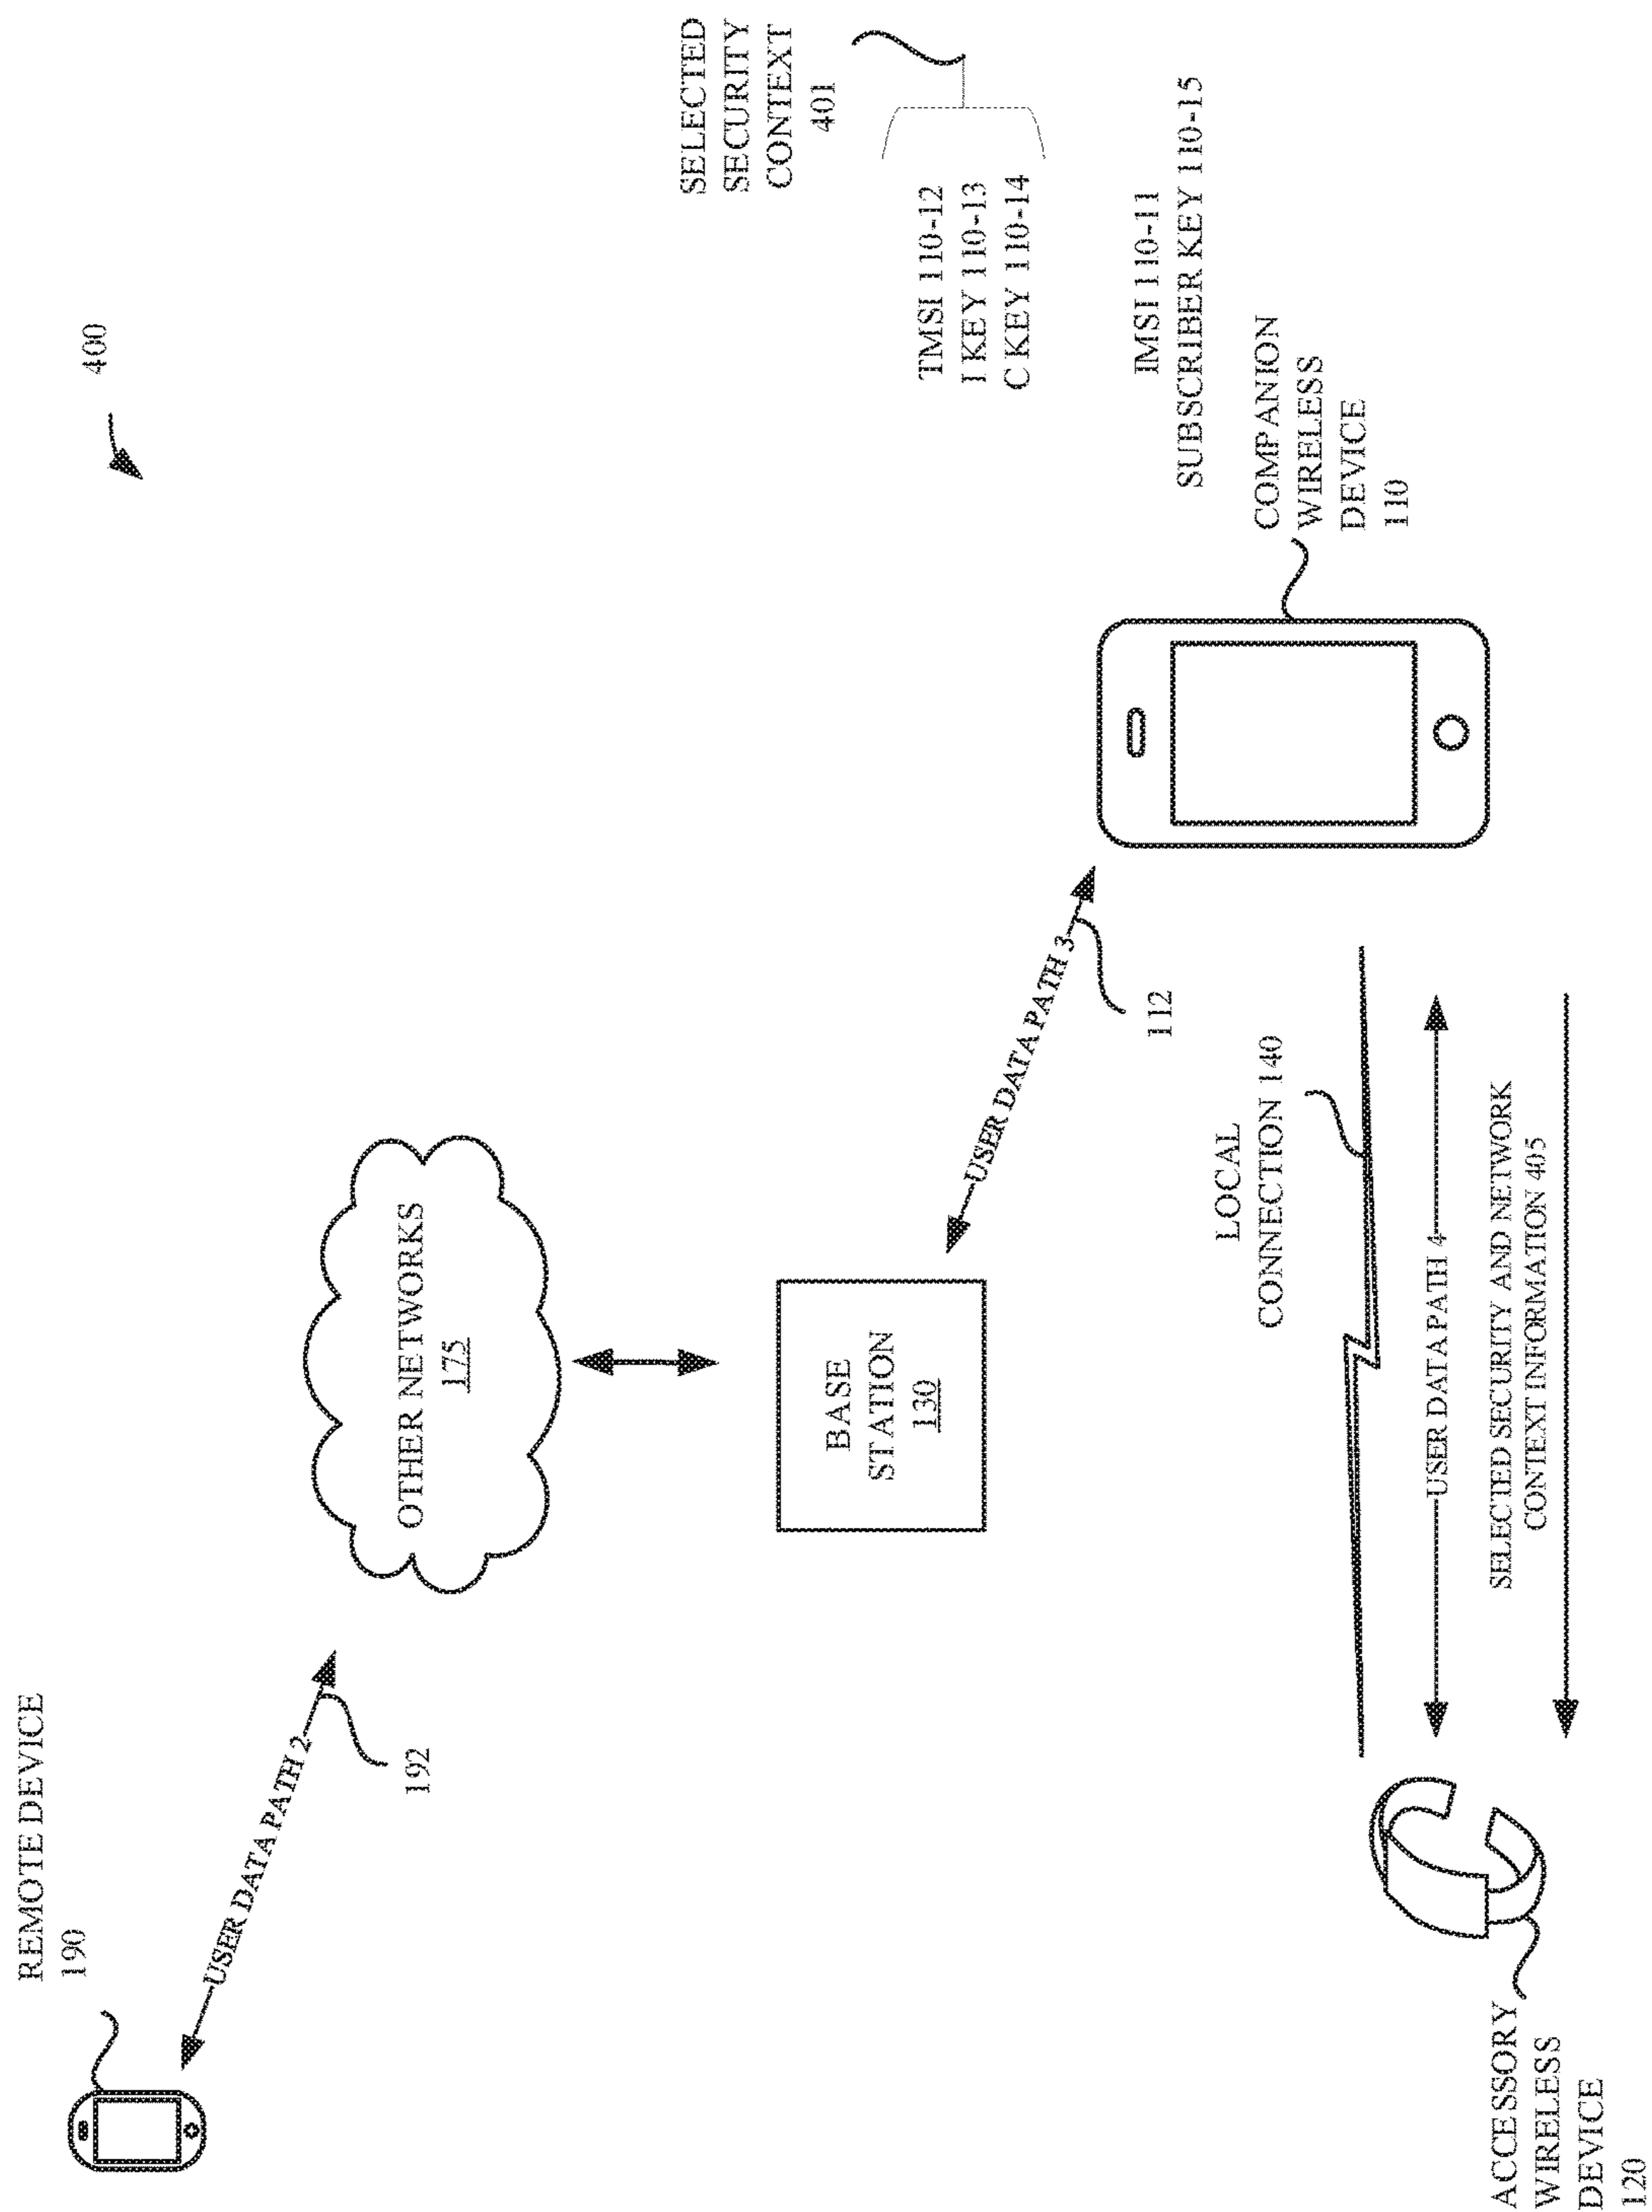 400
REMOTE DEVICE
190
USER DATA PATH 2
192
OTHER NETWORKS
175
BASE
STATION
130
USER DATA PATH 3
112
SELECTED
SECURITY
CONTEXT
401
TMSI 110-12
I KEY 110-13
C KEY 110-14
IMSI 110-11
SUBSCRIBER KEY 110-15
COMPANION
WIRELESS
DEVICE
110
LOCAL
CONNECTION 140
USER DATA PATH 4
SELECTED SECURITY AND NETWORK
CONTEXT INFORMATION 405
ACCESSORY
WIRELESS
DEVICE
120